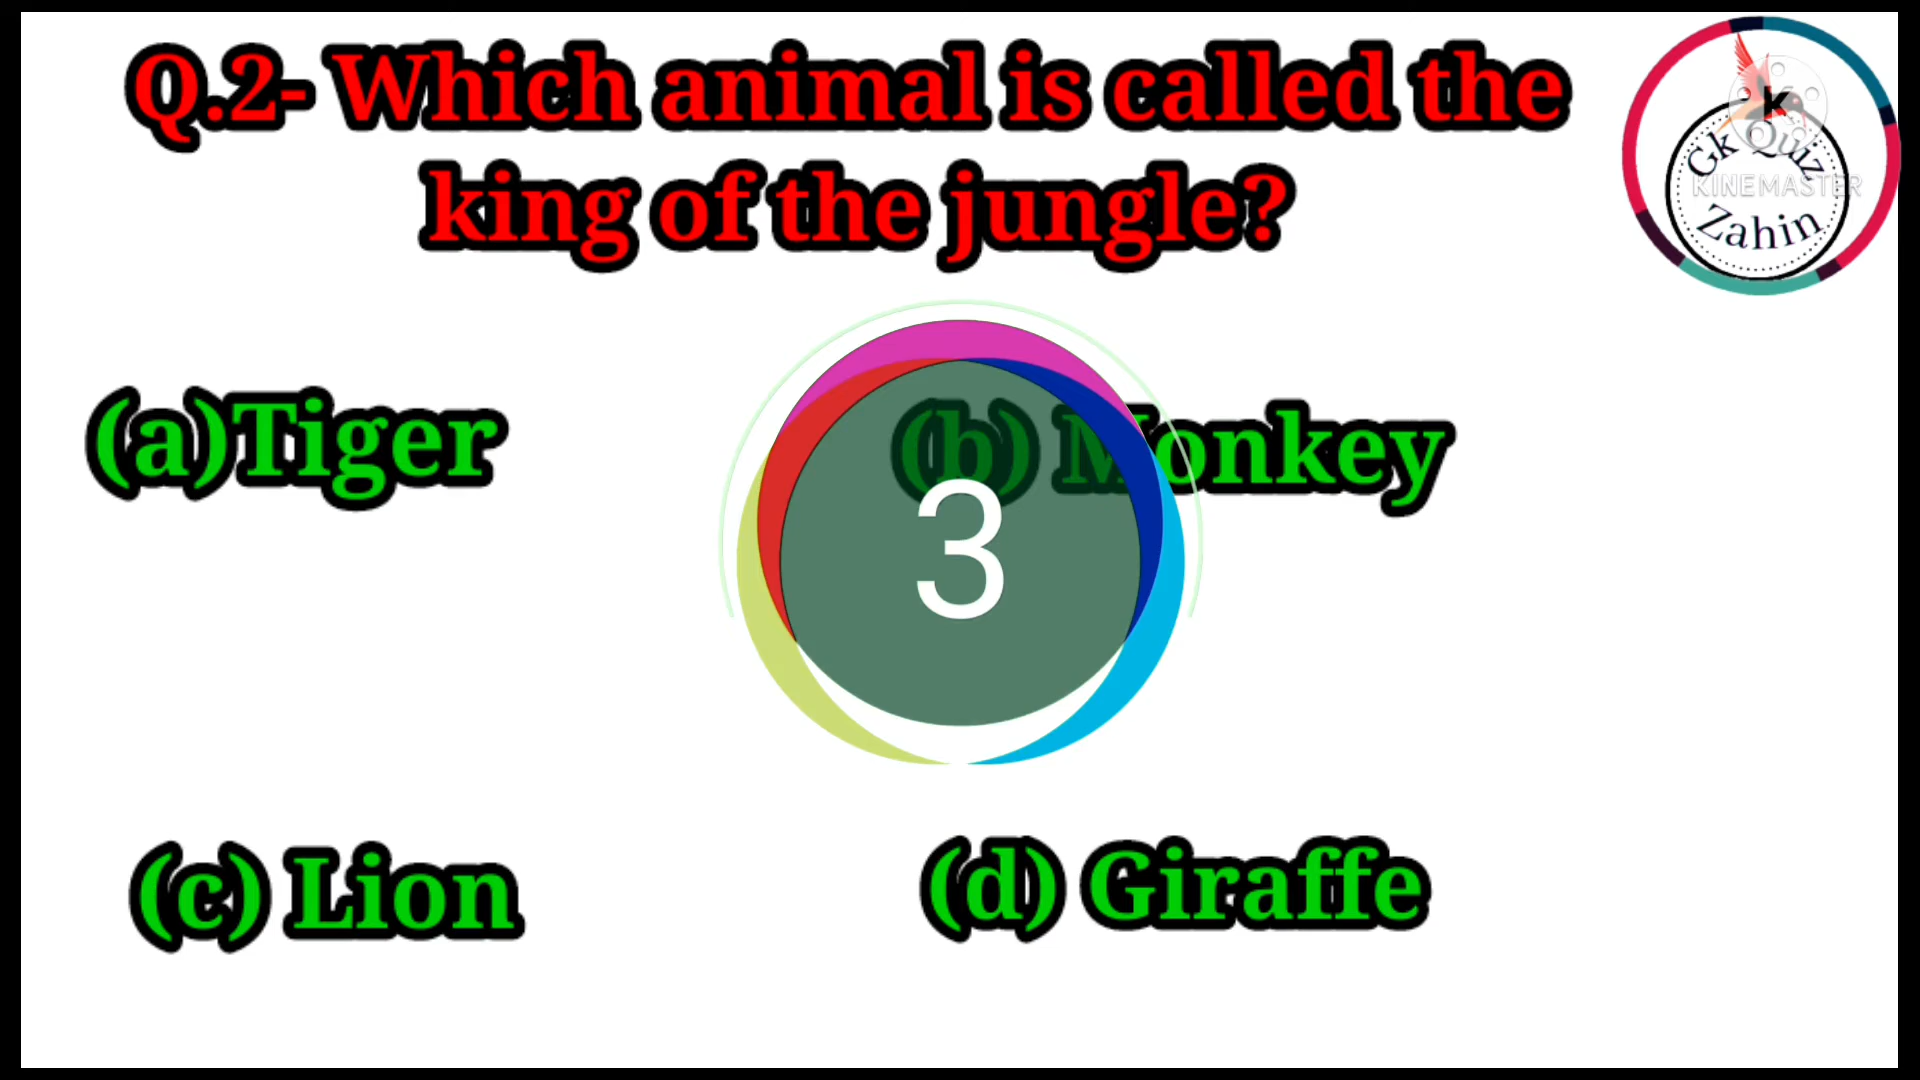 Q.2- Which animal is called the
king of the jungle?
(a)Tiger
(b) Monkey
3
(c) Lion
(d) Giraffe
Gk Quiz
Zahin
K
KINEMASTER